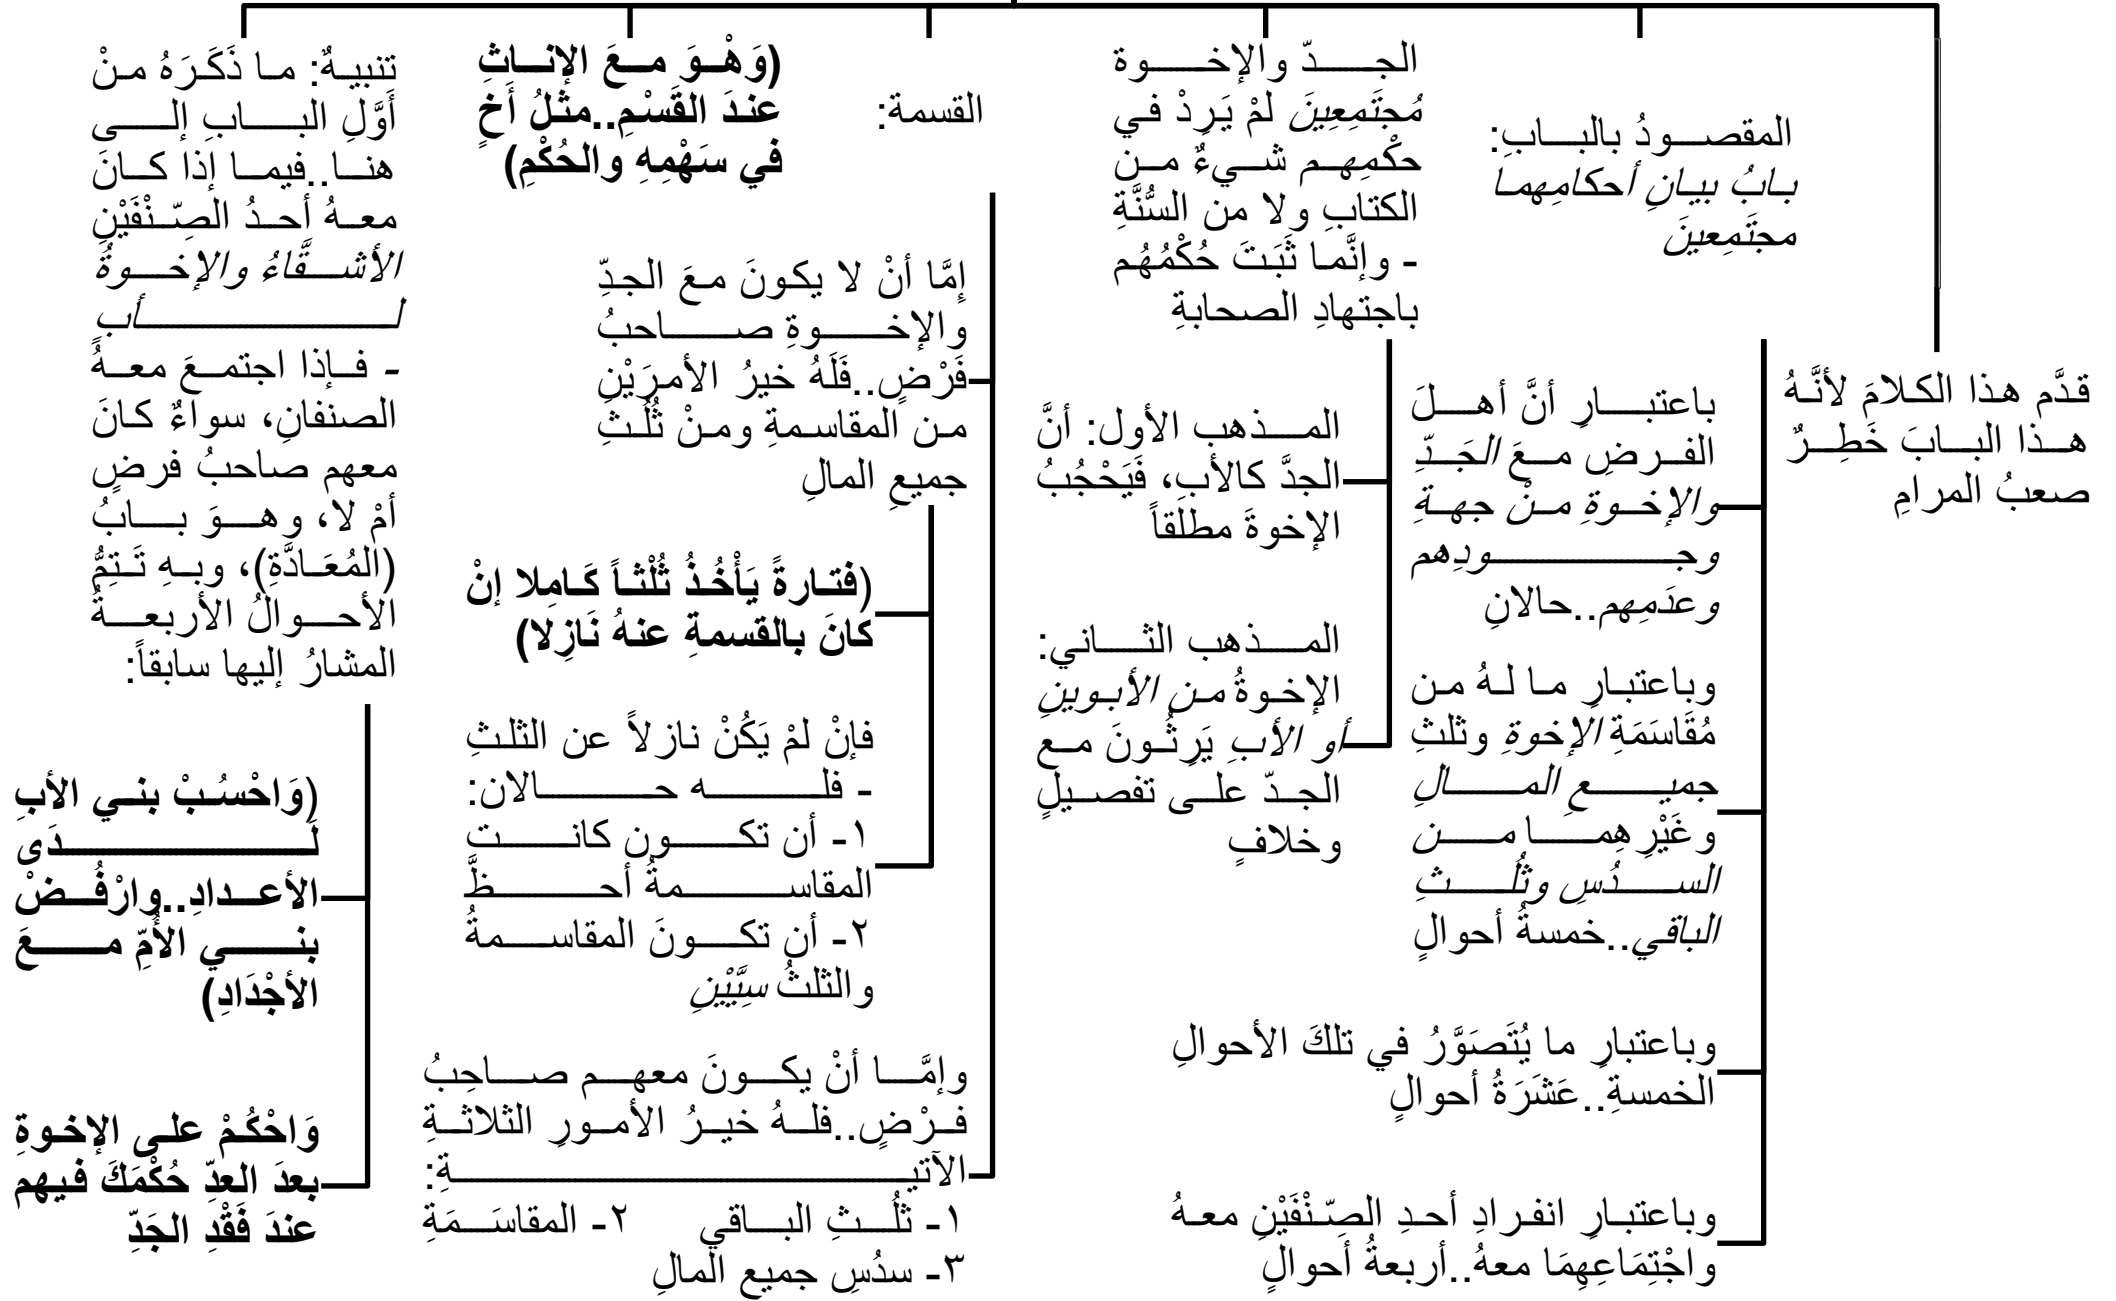 قدَّم هذا الكلامَ لأنَّهُ
هذا البابَ خَطِرٌ
صعبُ المرامِ
المقصودُ بالبابِ:
بابُ بيانِ أحكامِهما
مجتَمِعينَ
باعتبارِ أنَّ أهلَ
الفرضِ معَ الجَدِّ
والإخوةِ منْ جهةِ
وجودِهم
وعدَمِهم..حالانِ
وباعتبارِ ما لهُ من
مُقَاسَمَةِ الإخوةِ وثلثِ
جميعِ المالِ
وغَيْرِهِما من
السدُسِ وثُلُثِ
الباقي..خمسةُ أحوالٍ
وباعتبارِ ما يُتَصَوَّرُ في تلكَ الأحوالِ
الخمسةِ..عَشَرَةُ أحوالٍ
وباعتبارِ انفرادِ أحدِ الصِّنْفَيْنِ معهُ
واجْتِمَاعِهِمَا معهُ..أربعةُ أحوالٍ
الجدّ والإخوة
مُجتَمِعِينَ لمْ يَرِدْ في
حكْمِهم شيءٌ من
الكتابِ ولا من السُّنَّةِ
- وإنَّما ثَبَتَ حُكْمُهُم
باجتهادِ الصحابةِ
المذهب الأول: أنَّ
الجدَّ كالأبِ، فَيَحْجُبُ
الإخوةَ مطلَقاً
المذهب الثاني:
الإخوةُ من الأبوينِ
أو الأبِ يَرِثُونَ مع
الجدّ على تفصيلٍ
وخلافٍ
القسمة:
إِمَّا أنْ لا يكونَ معَ الجدِّ
والإخوةِ صاحبُ
فَرْضٍ..فَلَهُ خيرُ الأمرَيْنِ
من المقاسمةِ ومنْ ثُلُثِ
جميعِ المالِ
(فتارةً يَأْخُذُ ثُلْثاً كَامِلا إنْ
كانَ بالقسمةِ عنهُ نَازِلا)
فإنْ لمْ يَكُنْ نازلاً عن الثلثِ
- فله حالان:
١- أن تكون كانت
المقاسمةُ أحظَّ
٢- أن تكونَ المقاسمةُ
والثلثُ سِيَّيْنِ
وإمَّا أنْ يكونَ معهم صاحِبُ
فرْضٍ..فلهُ خيرُ الأمورِ الثلاثةِ
الآتيةِ:
١- ثلُثِ الباقي ٢- المقاسَمَةِ
٣- سدُسِ جميع المالِ
(وَهْوَ معَ الإناثِ
عندَ القَسْمِ..مثلُ أخٍ
في سَهْمِهِ والحُكْمِ)
تنبيهٌ: ما ذَكَرَهُ منْ
أَوَّلِ البابِ إلى
هنا..فيما إذا كانَ
معهُ أحدُ الصِّنْفَيْنِ
الأشقَّاءُ والإخوةُ
لأبٍ
- فإذا اجتمعَ معهُ
الصنفانِ، سواءٌ كانَ
معهم صاحبُ فرضٍ
أمْ لا، وهوَ بابُ
(المُعَادَّةِ)، وبهِ تَتِمُّ
الأحوالُ الأربعةُ
المشارُ إليها سابقاً:
(وَاحْسُبْ بني الأبِ
لَدَى
الأعدادِ..وارْفُضْ
بني الأُمِّ معَ
الأجْدَادِ)
وَاحْكُمْ على الإخوةِ
بعدَ العدِّ حُكْمَكَ فيهم
عندَ فَقْدِ الجَدِّ